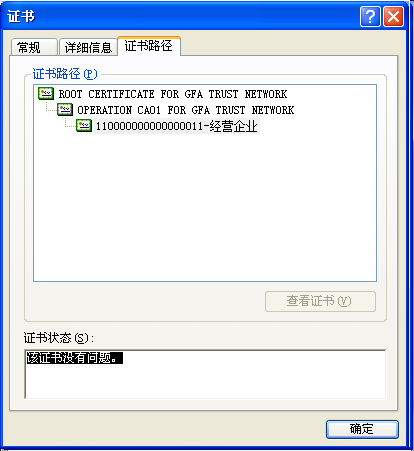 证书
常规 详细信息 证书路径
证书路径(P)
ROOT CERTIFICATE FOR GFA TRUST NETWORK
OPERATION CA01 FOR GFA TRUST NETWORK
110000000000000011-经营企业
查看证书(V)
证书状态(S):
该证书没有问题。
确定